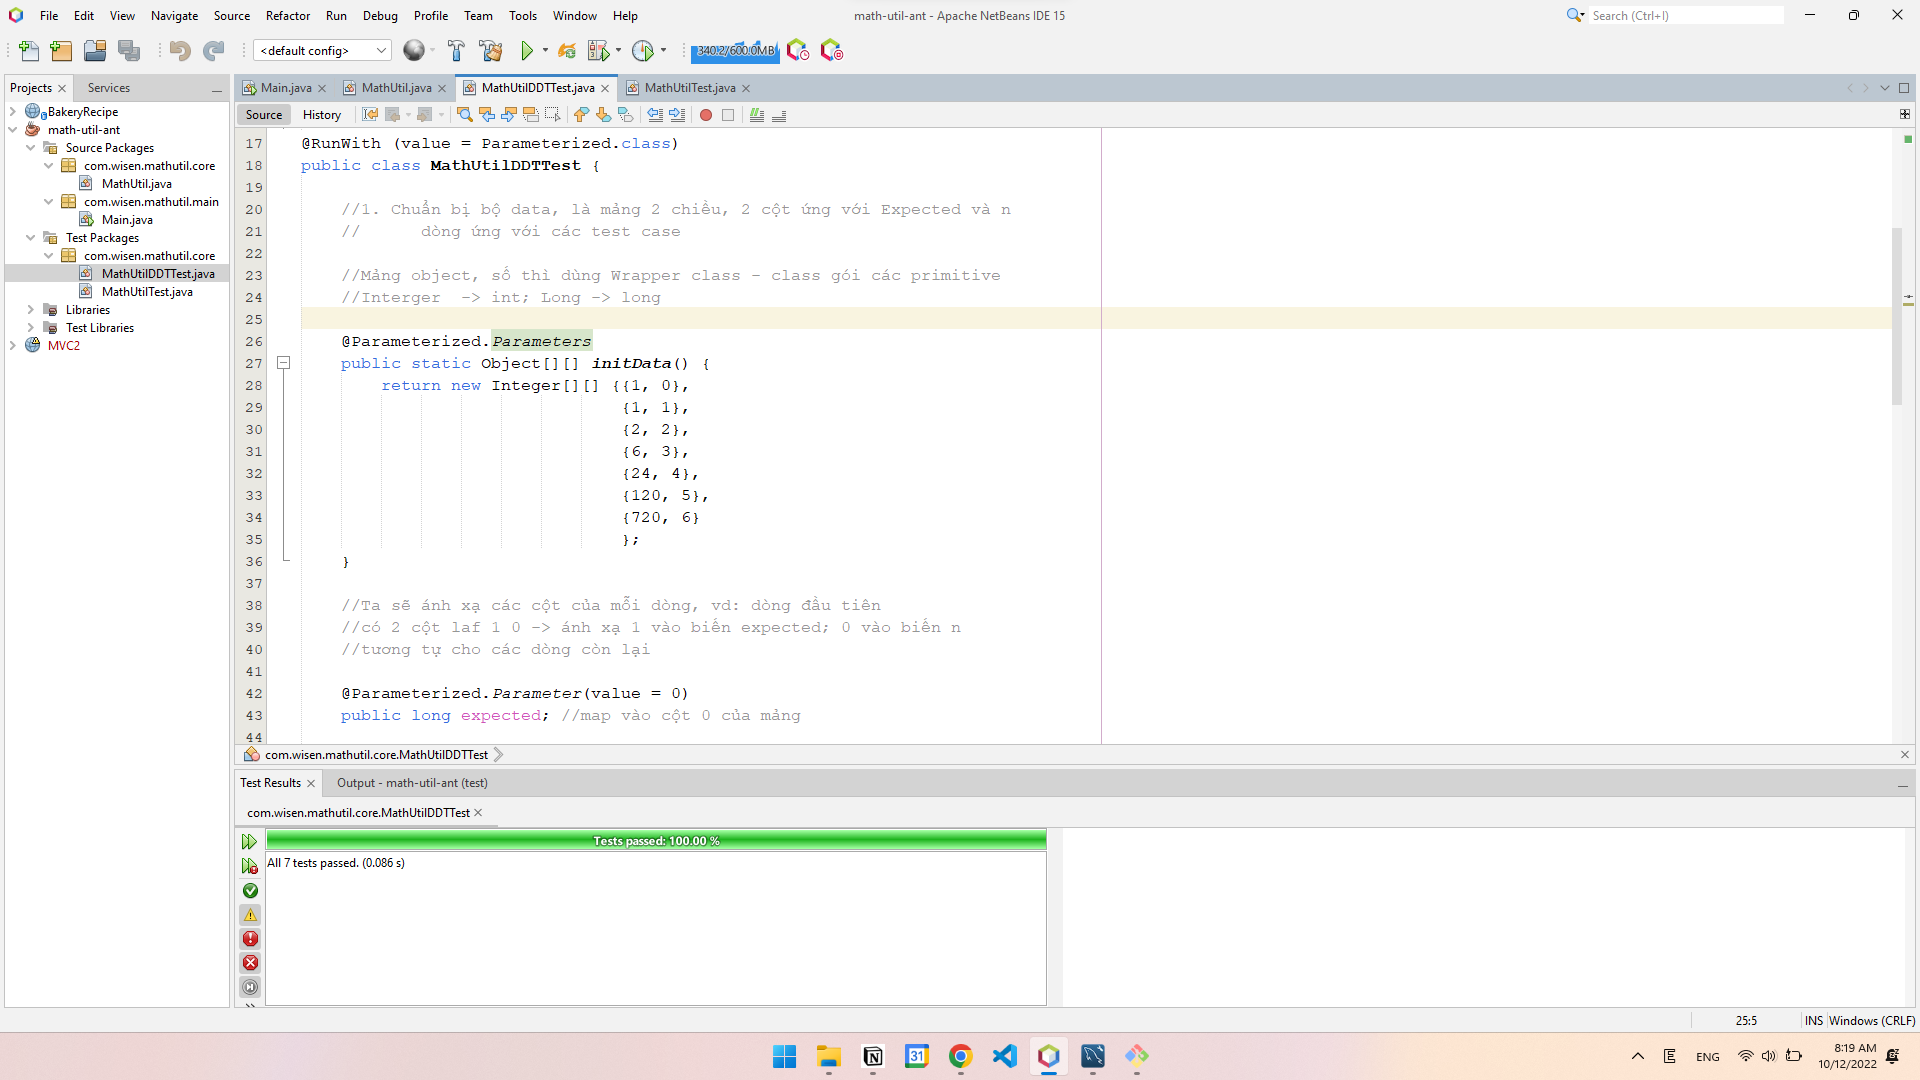 File Edit View Navigate Source Refactor Run Debug Profile Team Tools Window Help
math-util-ant - Apache NetBeans IDE 15
Search (Ctrl+I)
<default config>
340.2/600.0MB
Projects
Services
Main.java
MathUtil.java
MathUtilDDTTest.java
MathUtilTest.java
BakeryRecipe
math-util-ant
Source Packages
com.wisen.mathutil.core
MathUtil.java
com.wisen.mathutil.main
Main.java
Test Packages
com.wisen.mathutil.core
MathUtilDDTTest.java
MathUtilTest.java
Libraries
Test Libraries
MVC2
Source History
17 @RunWith (value = Parameterized.class)
18 public class MathUtilDDTTest {
19
20 //1. Chuẩn bị bộ data, là mảng 2 chiều, 2 cột ứng với Expected và n
21 // dòng ứng với các test case
22
23 //Mảng object, số thì dùng Wrapper class - class gói các primitive
24 //Interger -> int; Long -> long
25
26 @Parameterized.Parameters
27 public static Object[][] initData() {
28 return new Integer[][] {{1, 0},
29 {1, 1},
30 {2, 2},
31 {6, 3},
32 {24, 4},
33 {120, 5},
34 {720, 6}
35 };
36 }
37
38 //Ta sẽ ánh xạ các cột của mỗi dòng, vd: dòng đầu tiên
39 //có 2 cột laf 1 0 -> ánh xạ 1 vào biến expected; 0 vào biến n
40 //tương tự cho các dòng còn lại
41
42 @Parameterized.Parameter(value = 0)
43 public long expected; //map vào cột 0 của mảng
44
com.wisen.mathutil.core.MathUtilDDTTest
Test Results
Output - math-util-ant (test)
com.wisen.mathutil.core.MathUtilDDTTest
Tests passed: 100.00 %
All 7 tests passed. (0.086 s)
25:5 INS Windows (CRLF)
31
ENG
8:19 AM
10/12/2022